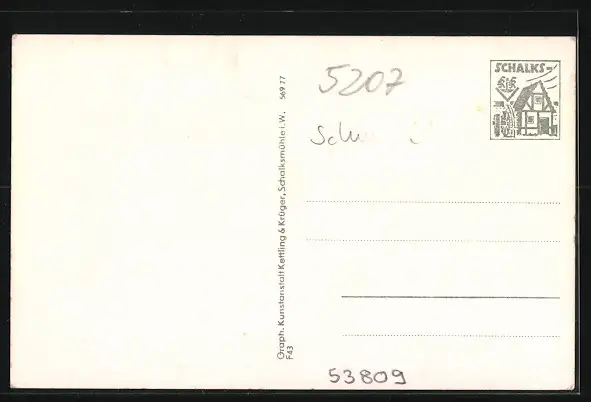 5207
SCHALKS-
Graph. Kunstanstalt Kettling & Krüger, Schalksmühle i. W. 56977
F43
53809